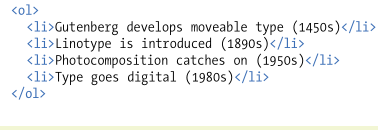 <ol>
  <li>Gutenberg develops moveable type (1450s)</li>
  <li>Linotype is introduced (1890s)</li>
  <li>Photocomposition catches on (1950s)</li>
  <li>Type goes digital (1980s)</li>
</ol>